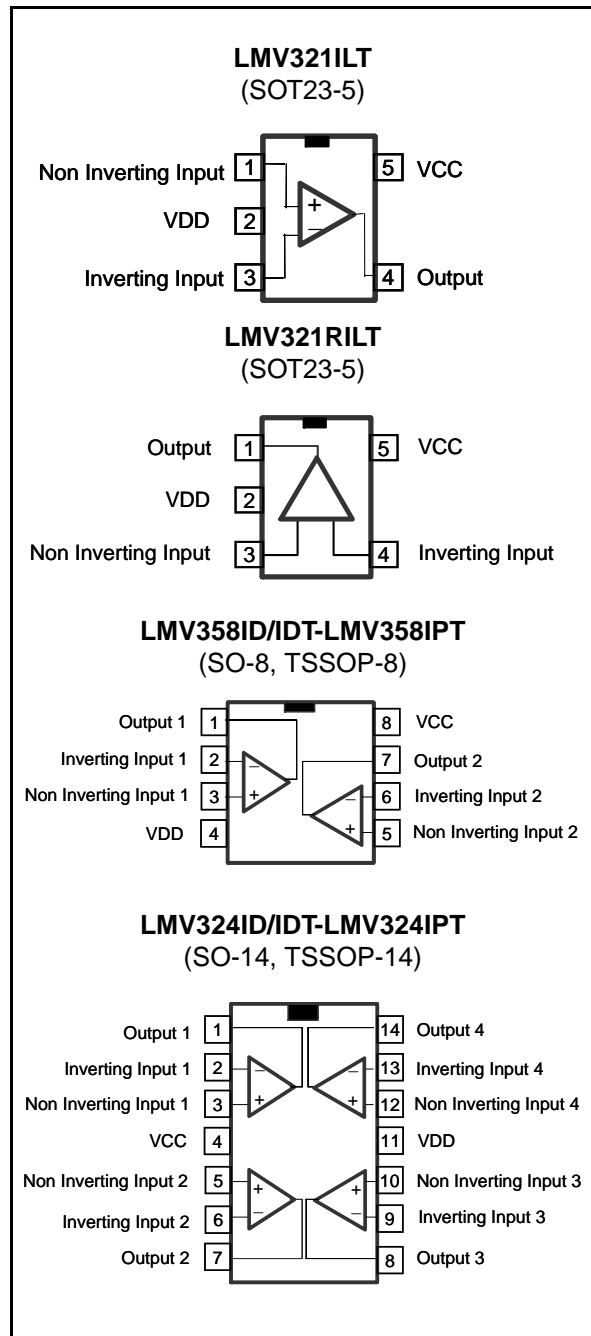 LMV321ILT
(SOT23-5)
Non Inverting Input 1 5 VCC
+
VDD 2
−
Inverting Input 3 4 Output
LMV321RILT
(SOT23-5)
Output 1 5 VCC
VDD 2
Non Inverting Input 3 4 Inverting Input
LMV358ID/IDT-LMV358IPT
(SO-8, TSSOP-8)
Output 1 1 8 VCC
Inverting Input 1 2 − 7 Output 2
Non Inverting Input 1 3 + − 6 Inverting Input 2
VDD 4 + 5 Non Inverting Input 2
LMV324ID/IDT-LMV324IPT
(SO-14, TSSOP-14)
Output 1 1 14 Output 4
Inverting Input 1 2 − − 13 Inverting Input 4
Non Inverting Input 1 3 + + 12 Non Inverting Input 4
VCC 4 11 VDD
Non Inverting Input 2 5 + + 10 Non Inverting Input 3
Inverting Input 2 6 − − 9 Inverting Input 3
Output 2 7 8 Output 3